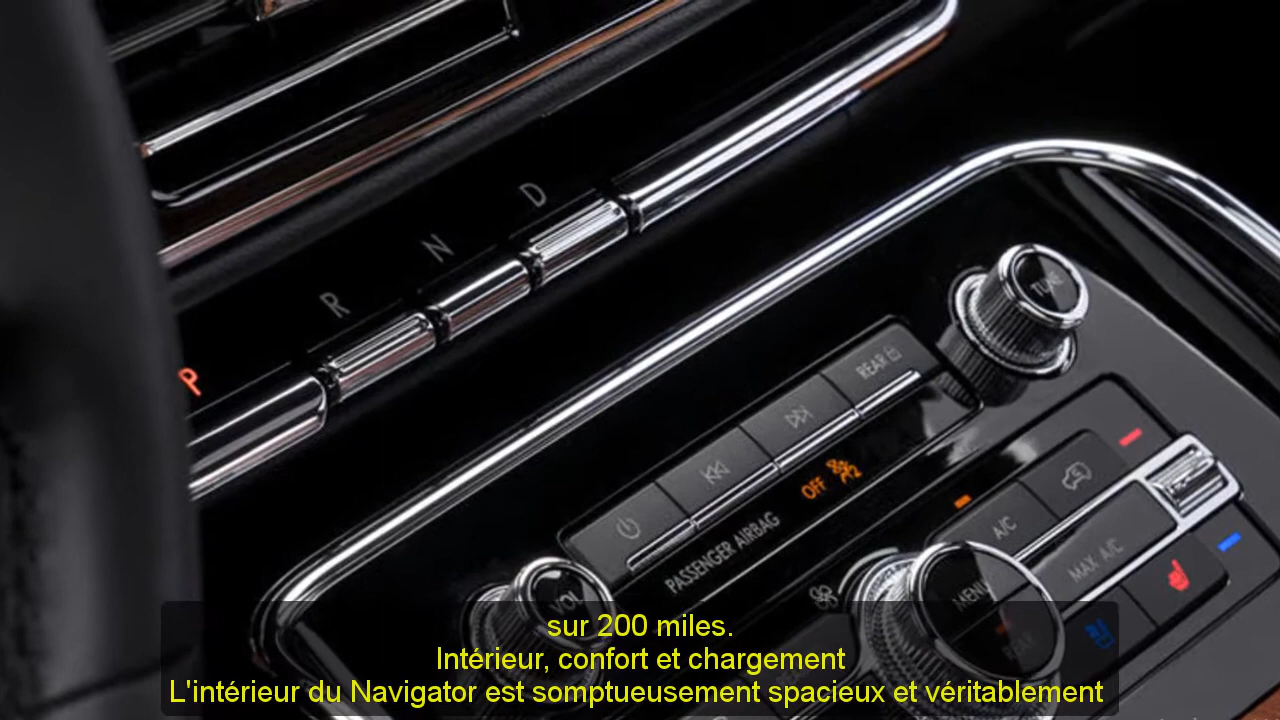 D
N
R
P
TUNE
REAR
OFF
PASSENGER AIRBAG
A/C
MAX A/C
VOL
MENU
REAR
sur 200 miles.
Intérieur, confort et chargement
L'intérieur du Navigator est somptueusement spacieux et véritablement